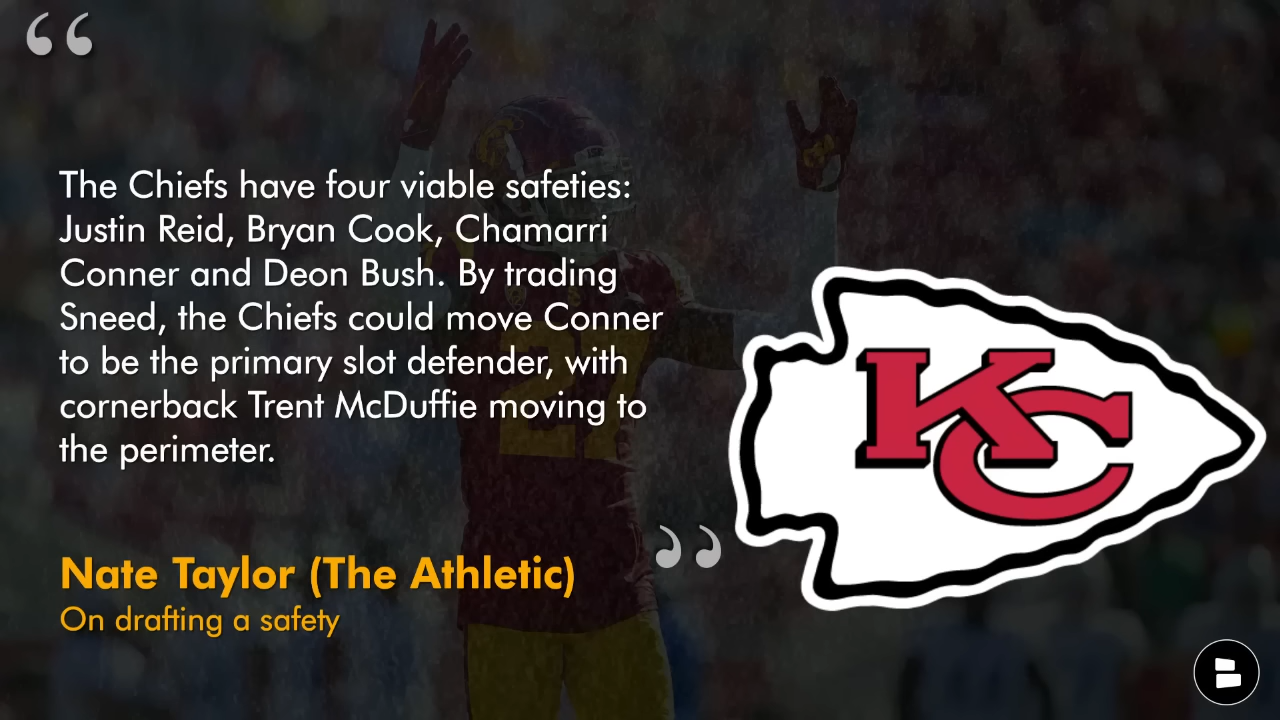 “
The Chiefs have four viable safeties:
Justin Reid, Bryan Cook, Chamarri
Conner and Deon Bush. By trading
Sneed, the Chiefs could move Conner
to be the primary slot defender, with
cornerback Trent McDuffie moving to
the perimeter.
”
Nate Taylor (The Athletic)
On drafting a safety
KC
21